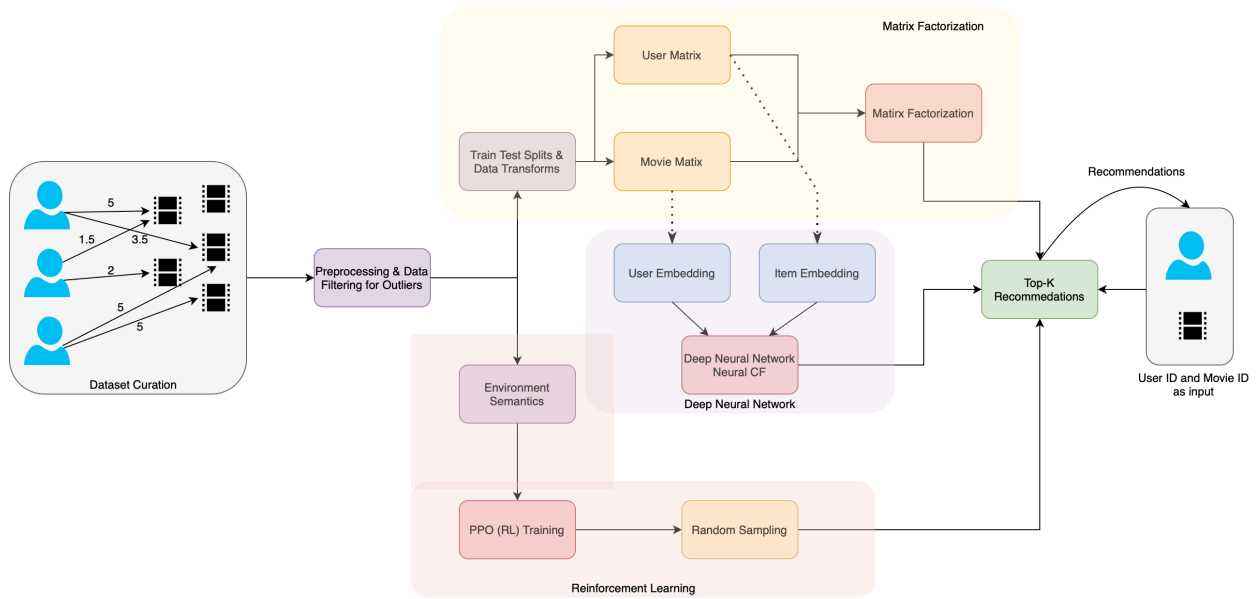 Matrix Factorization
User Matrix
Matirx Factorization
Train Test Splits &
Data Transforms
Movie Matix
Recommendations
5
1.5
3.5
2
5
5
Preprocessing & Data
Filtering for Outliers
User Embedding
Item Embedding
Top-K
Recommedations
Deep Neural Network
Neural CF
Deep Neural Network
Dataset Curation
User ID and Movie ID
as input
Environment
Semantics
PPO (RL) Training
Random Sampling
Reinforcement Learning